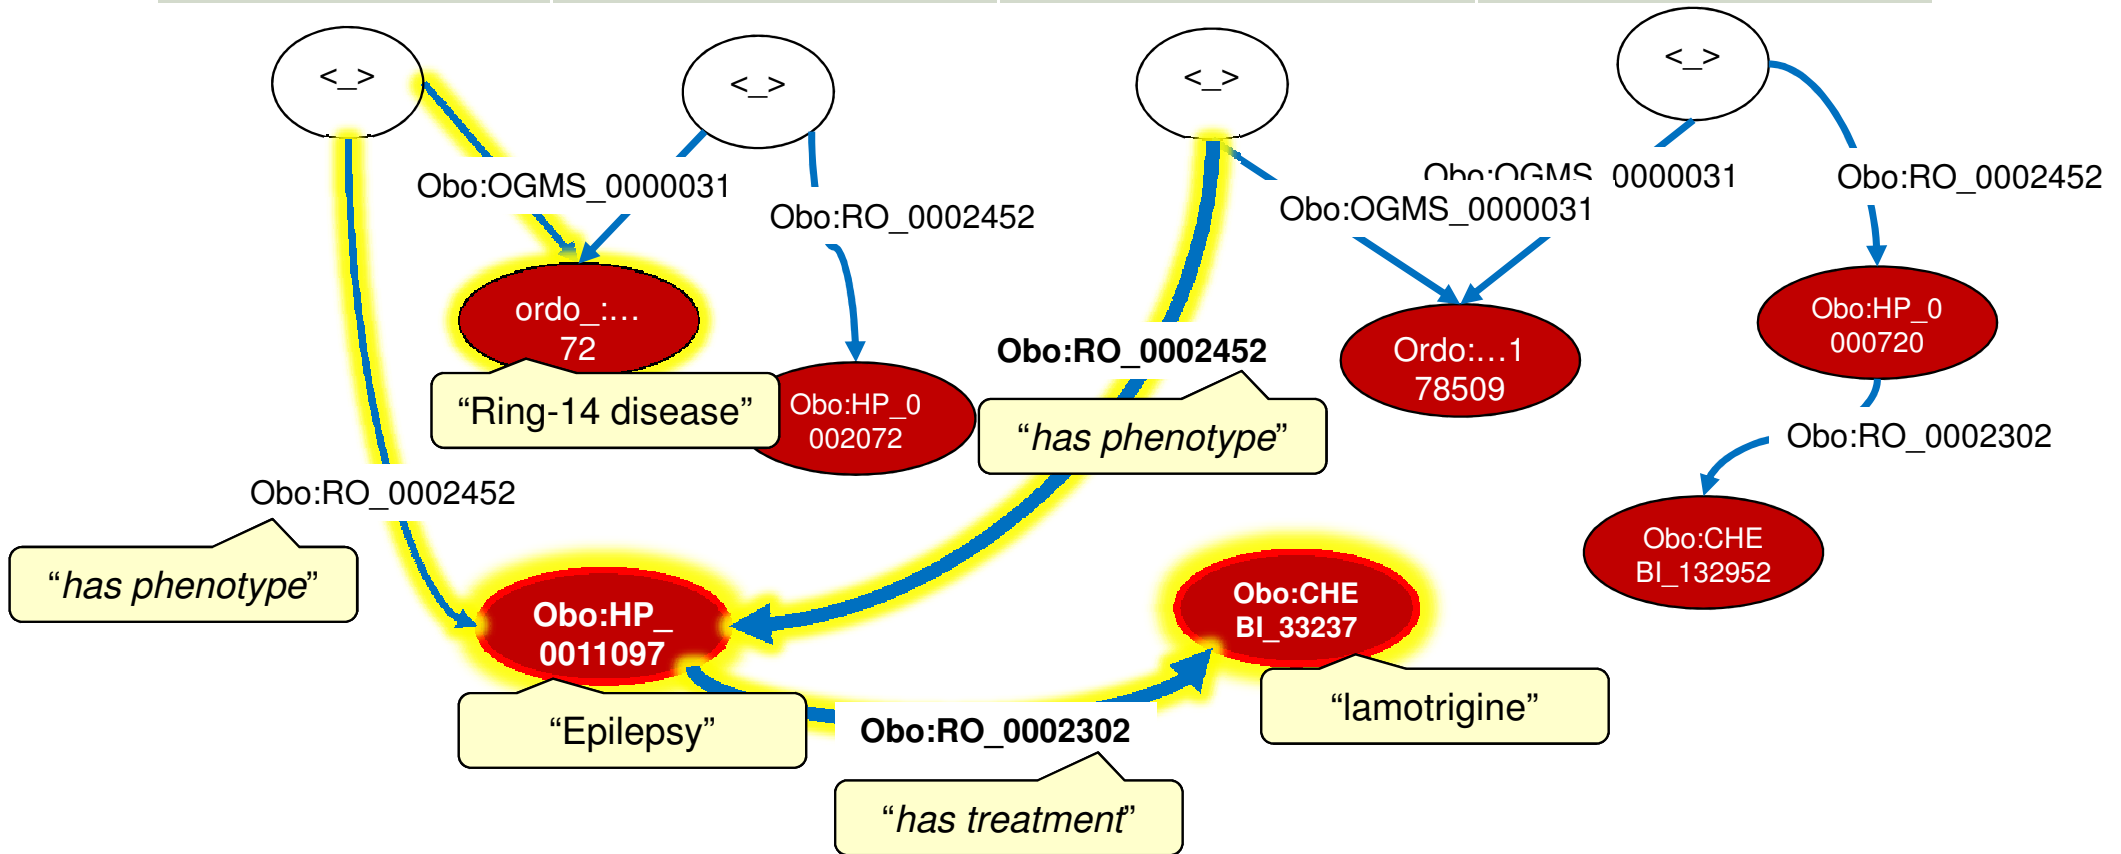 <_>
<_>
<_>
<_>
Obo:OGMS_0000031
Obo:RO_0002452
Obo:OGMS_0000031
Obo:OGMS_0000031
Obo:RO_0002452
ordo_:...
72
"Ring-14 disease"
Obo:HP_0
002072
Obo:RO_0002452
"has phenotype"
Ordo:...1
78509
Obo:HP_0
000720
Obo:RO_0002302
Obo:CHE
BI_132952
Obo:RO_0002452
"has phenotype"
Obo:HP_
0011097
"Epilepsy"
Obo:CHE
BI_33237
"lamotrigine"
Obo:RO_0002302
"has treatment"